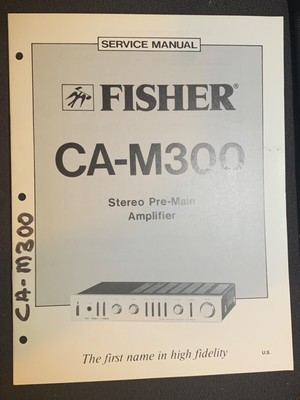 SERVICE MANUAL
FISHER®
CA-M300
Stereo Pre-Main
Amplifier
CA-M300
The first name in high fidelity
U.S.